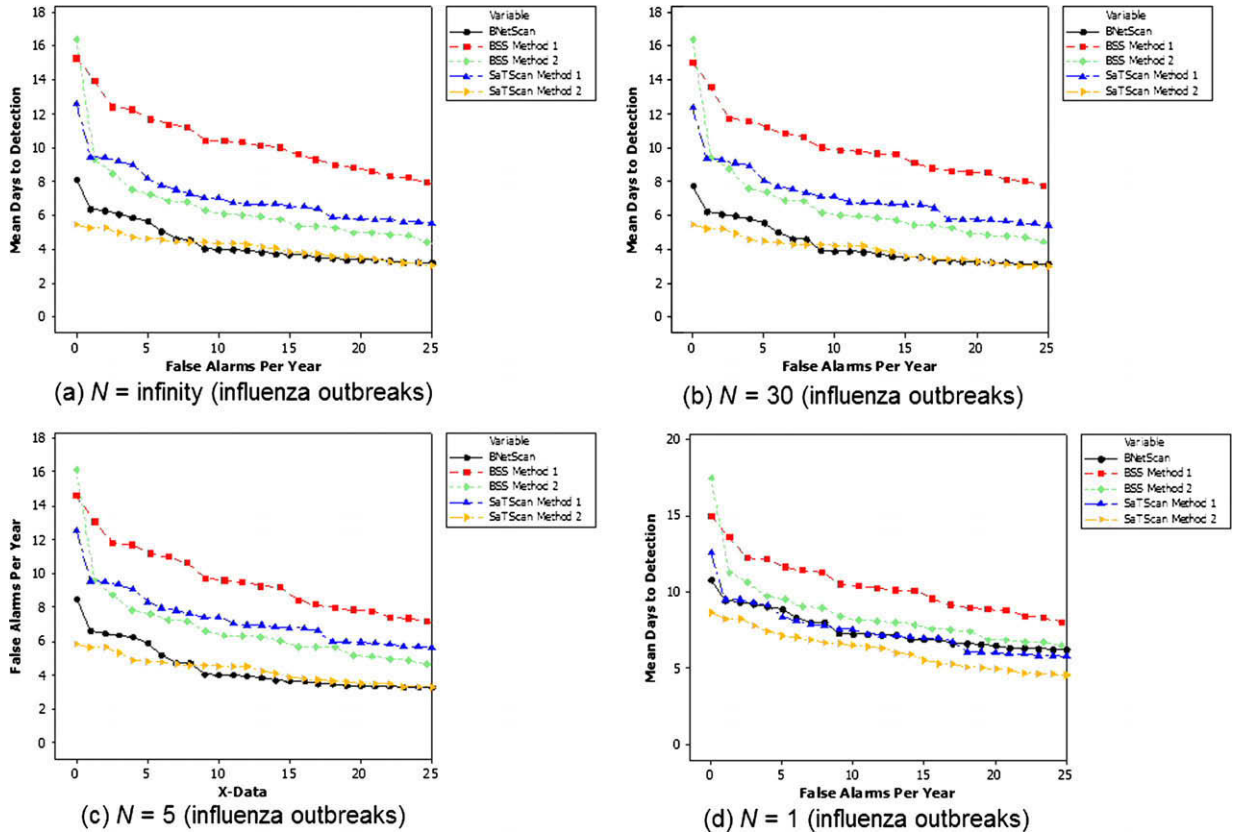 18
16
14
12
10
8
6
4
2
0
Mean Days to Detection
0 5 10 15 20 25
False Alarms Per Year
Variable
BNetScan
BSS Method 1
BSS Method 2
SaTScan Method 1
SaTScan Method 2
(a) N = infinity (influenza outbreaks)
18
16
14
12
10
8
6
4
2
0
Mean Days to Detection
0 5 10 15 20 25
False Alarms Per Year
Variable
BNetScan
BSS Method 1
BSS Method 2
SaTScan Method 1
SaTScan Method 2
(b) N = 30 (influenza outbreaks)
18
16
14
12
10
8
6
4
2
0
False Alarms Per Year
0 5 10 15 20 25
X-Data
Variable
BNetScan
BSS Method 1
BSS Method 2
SaTScan Method 1
SaTScan Method 2
(c) N = 5 (influenza outbreaks)
20
15
10
5
0
Mean Days to Detection
0 5 10 15 20 25
False Alarms Per Year
Variable
BNetScan
BSS Method 1
BSS Method 2
SaTScan Method 1
SaTScan Method 2
(d) N = 1 (influenza outbreaks)